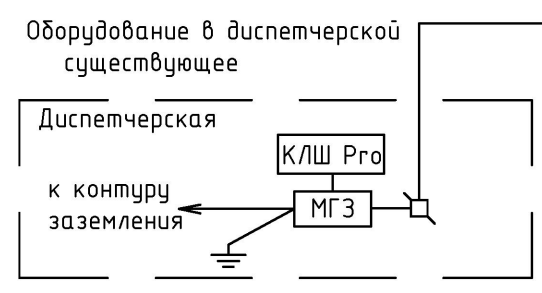 Оборудование в диспетчерской
существующее
Диспетчерская
КЛШ Pro
к контуру
заземления
МГЗ